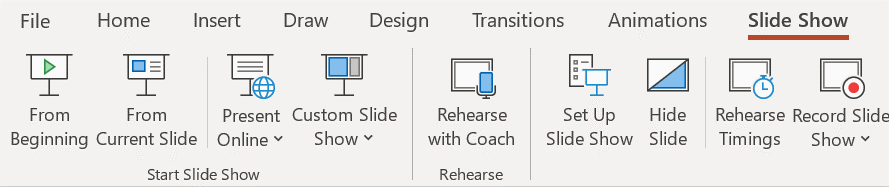 File Home Insert Draw Design Transitions Animations Slide Show
From Beginning
From Current Slide
Present Online
Custom Slide Show
Rehearse with Coach
Set Up Slide Show
Hide Slide
Rehearse Timings
Record Slide Show
Start Slide Show
Rehearse